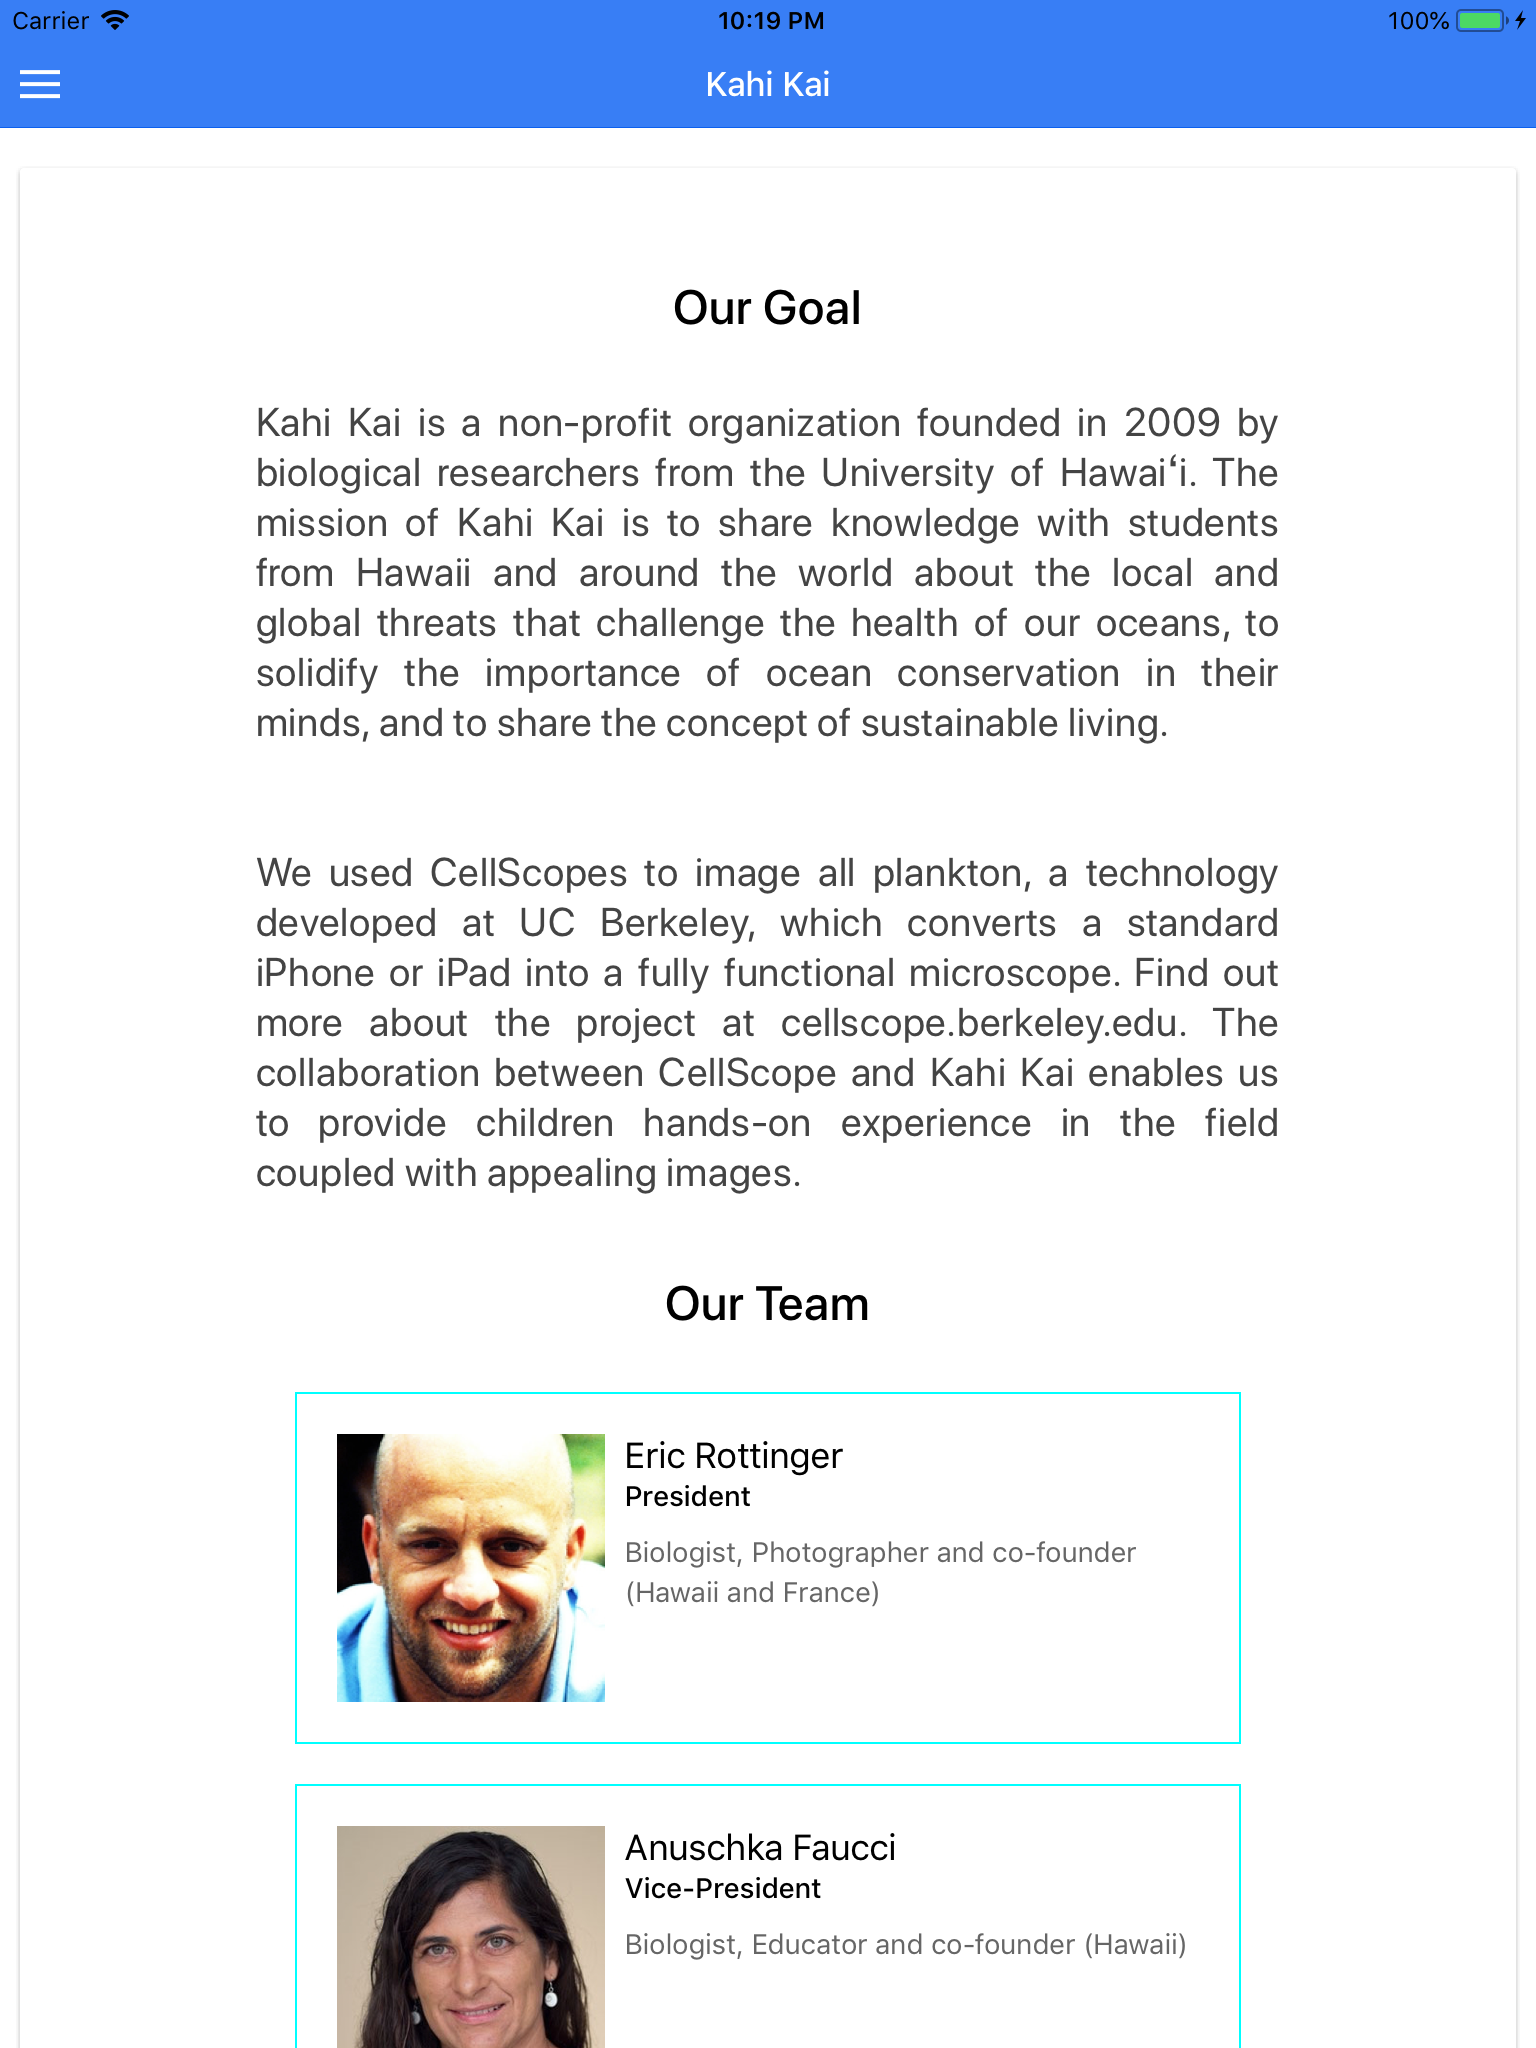 Carrier
10:19 PM
100%
Kahi Kai
Our Goal
Kahi Kai is a non-profit organization founded in 2009 by
biological researchers from the University of Hawaiʻi. The
mission of Kahi Kai is to share knowledge with students
from Hawaii and around the world about the local and
global threats that challenge the health of our oceans, to
solidify the importance of ocean conservation in their
minds, and to share the concept of sustainable living.
We used CellScopes to image all plankton, a technology
developed at UC Berkeley, which converts a standard
iPhone or iPad into a fully functional microscope. Find out
more about the project at cellscope.berkeley.edu. The
collaboration between CellScope and Kahi Kai enables us
to provide children hands-on experience in the field
coupled with appealing images.
Our Team
Eric Rottinger
President
Biologist, Photographer and co-founder
(Hawaii and France)
Anuschka Faucci
Vice-President
Biologist, Educator and co-founder (Hawaii)